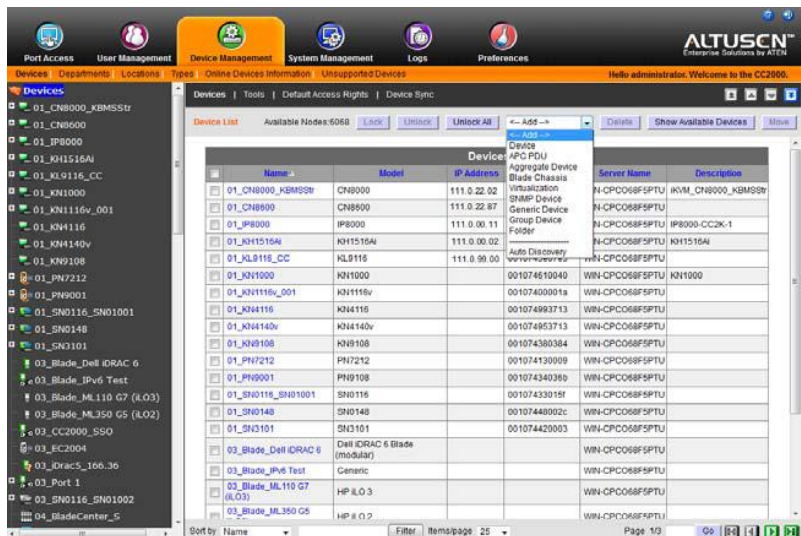 ALTUSCN™
Enterprise Solutions by ATEN
Port Access User Management Device Management System Management Logs Preferences
Devices Departments Locations Types Online Devices Information Unsupported Devices Hello administrator. Welcome to the CC2000.
Devices
01_CN8000_KBMSStr
01_CN8600
01_IP8000
01_KH1516Ai
01_KL9116_CC
01_KN1000
01_KN1116v_001
01_KN4116
01_KN4140v
01_KN9108
01_PN7212
01_PN9001
01_SN0116_SN01001
01_SN0148
01_SN3101
03_Blade_Dell iDRAC 6
03_Blade_IPv6 Test
03_Blade_ML110 G7 (iLO3)
03_Blade_ML350 G5 (iLO2)
03_CC2000_SSO
03_EC2004
03_iDrac5_166.36
03_Port 1
03_SN0116_SN01002
04_BladeCenter_S
Devices | Tools | Default Access Rights | Device Sync
Device List Available Nodes:6068 Lock Unlock Unlock All <-- Add --> Delete Show Available Devices Move
<-- Add -->
Device
APC PDU
Aggregate Device
Blade Chassis
Virtualization
SNMP Device
Generic Device
Group Device
Folder
--------------------
Auto Discovery
Name Model IP Address Server Name Description
01_CN8000_KBMSStr CN8000 111.0.22.02 N-CPCO68F5PTU iKVM_CN8000_KBMSStr
01_CN8600 CN8600 111.0.22.87 N-CPCO68F5PTU
01_IP8000 IP8000 111.0.00.11 N-CPCO68F5PTU IP8000-CC2K-1
01_KH1516Ai KH1516Ai 111.0.00.02 N-CPCO68F5PTU KH1516Ai
01_KL9116_CC KL9116 111.0.99.00 WIN-CPCO68F5PTU
01_KN1000 KN1000 001074610040 WIN-CPCO68F5PTU KN1000
01_KN1116v_001 KN1116v 00107400001a WIN-CPCO68F5PTU
01_KN4116 KN4116 001074993713 WIN-CPCO68F5PTU
01_KN4140v KN4140v 001074953713 WIN-CPCO68F5PTU
01_KN9108 KN9108 001074380384 WIN-CPCO68F5PTU
01_PN7212 PN7212 001074130009 WIN-CPCO68F5PTU
01_PN9001 PN9108 00107434036b WIN-CPCO68F5PTU
01_SN0116_SN01001 SN0116 00107433015f WIN-CPCO68F5PTU
01_SN0148 SN0148 00107448002c WIN-CPCO68F5PTU
01_SN3101 SN3101 001074420003 WIN-CPCO68F5PTU
03_Blade_Dell iDRAC 6 Dell iDRAC 6 Blade (modular) WIN-CPCO68F5PTU
03_Blade_IPv6 Test Generic WIN-CPCO68F5PTU
03_Blade_ML110 G7 (iLO3) HP iLO 3 WIN-CPCO68F5PTU
03_Blade_ML350 G5 HP iLO 2 WIN-CPCO68F5PTU
Sort by Name Filter Items/page 25 Page 1/3 Go